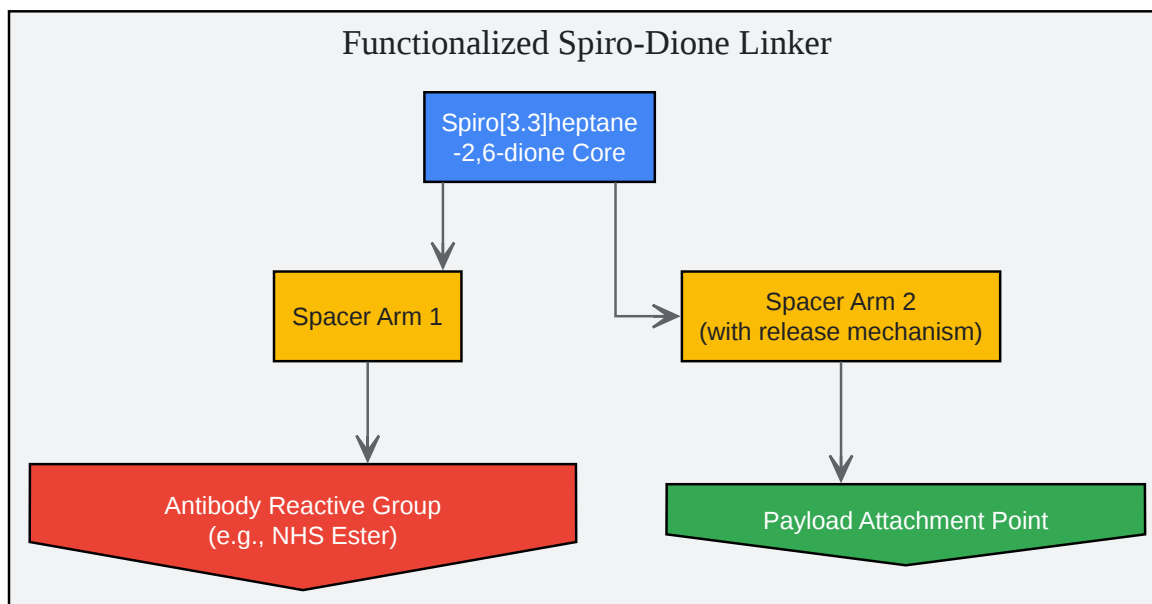 Functionalized Spiro-Dione Linker
Spiro[3.3]heptane
-2,6-dione Core
Spacer Arm 1
Spacer Arm 2
(with release mechanism)
Antibody Reactive Group
(e.g., NHS Ester)
Payload Attachment Point